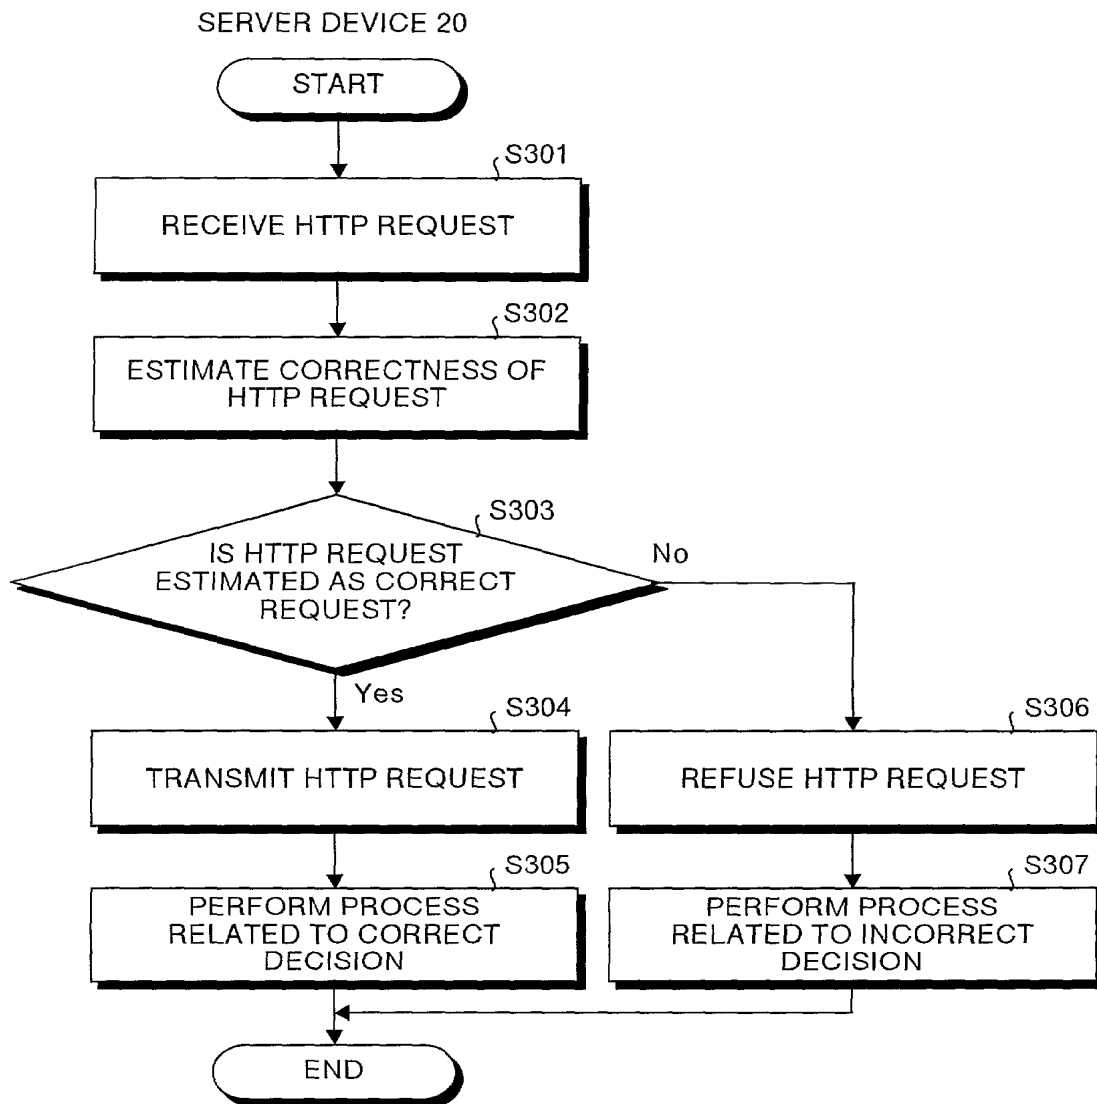 SERVER DEVICE 20
START
S301
RECEIVE HTTP REQUEST
S302
ESTIMATE CORRECTNESS OF
HTTP REQUEST
S303
IS HTTP REQUEST
ESTIMATED AS CORRECT
REQUEST?
No
Yes
S304
TRANSMIT HTTP REQUEST
S306
REFUSE HTTP REQUEST
S305
PERFORM PROCESS
RELATED TO CORRECT
DECISION
S307
PERFORM PROCESS
RELATED TO INCORRECT
DECISION
END